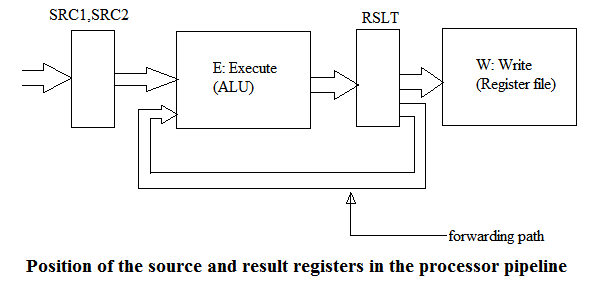 SRC1,SRC2
RSLT
E: Execute
(ALU)
W: Write
(Register file)
forwarding path
Position of the source and result registers in the processor pipeline